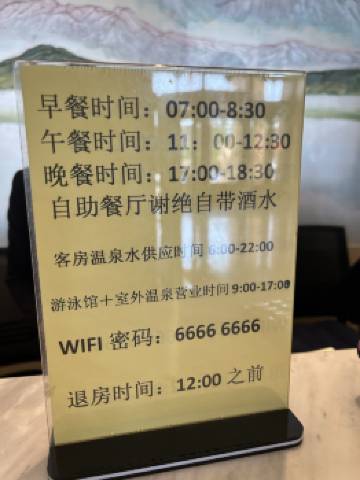 早餐时间：07:00-8:30
午餐时间：11：00-12:30
晚餐时间：17:00-18:30
自助餐厅谢绝自带酒水
客房温泉水供应时间 6:00-22:00
游泳馆＋室外温泉营业时间 9:00-17:00
WIFI 密码：6666 6666
退房时间：12:00 之前